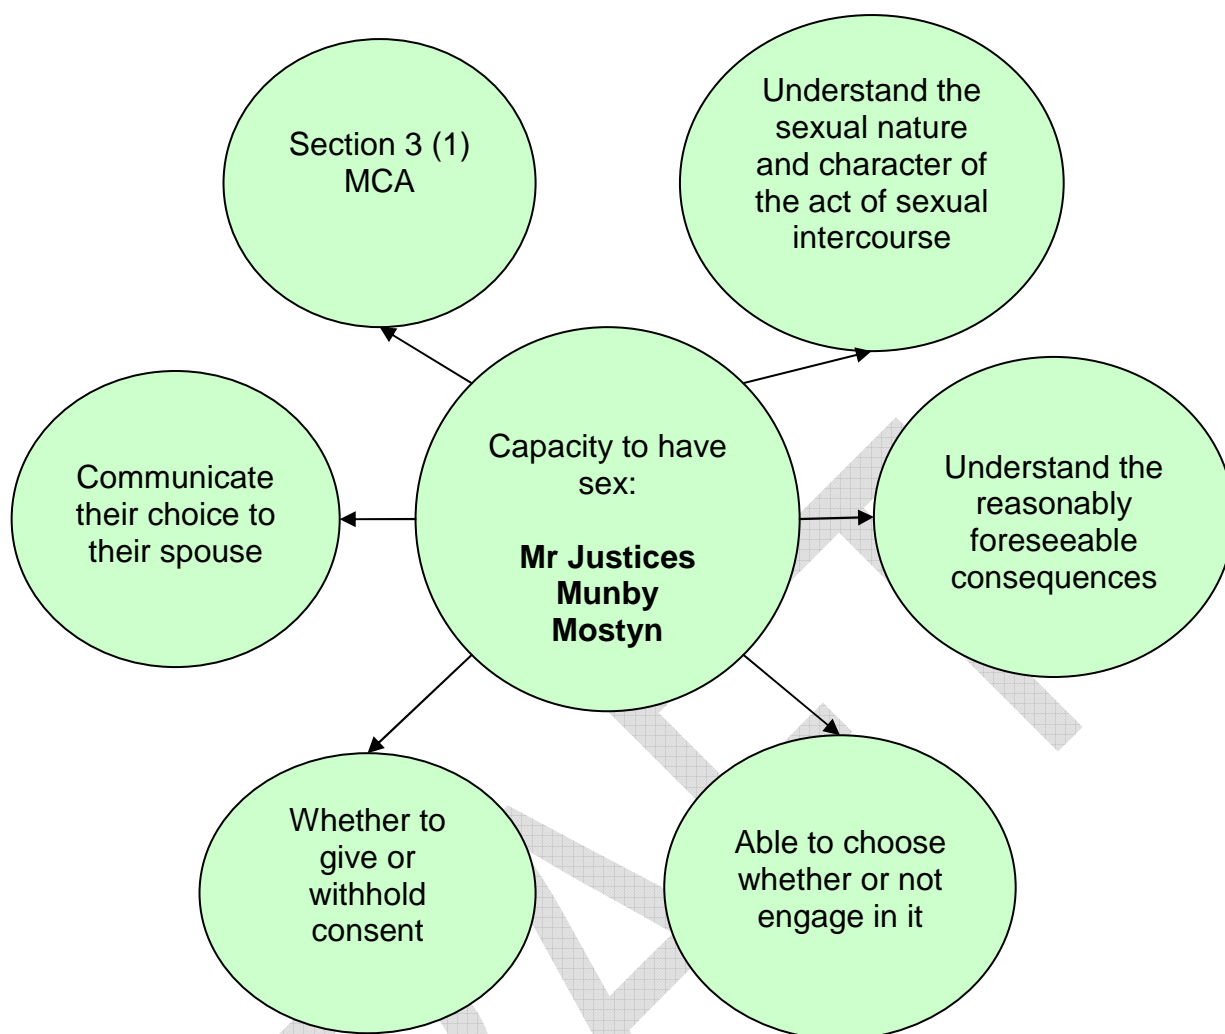 Section 3 (1)
MCA
Understand the
sexual nature
and character of
the act of sexual
intercourse
Capacity to have
sex:
Mr Justices
Munby
Mostyn
Communicate
their choice to
their spouse
Understand the
reasonably
foreseeable
consequences
Whether to
give or
withhold
consent
Able to choose
whether or not
engage in it